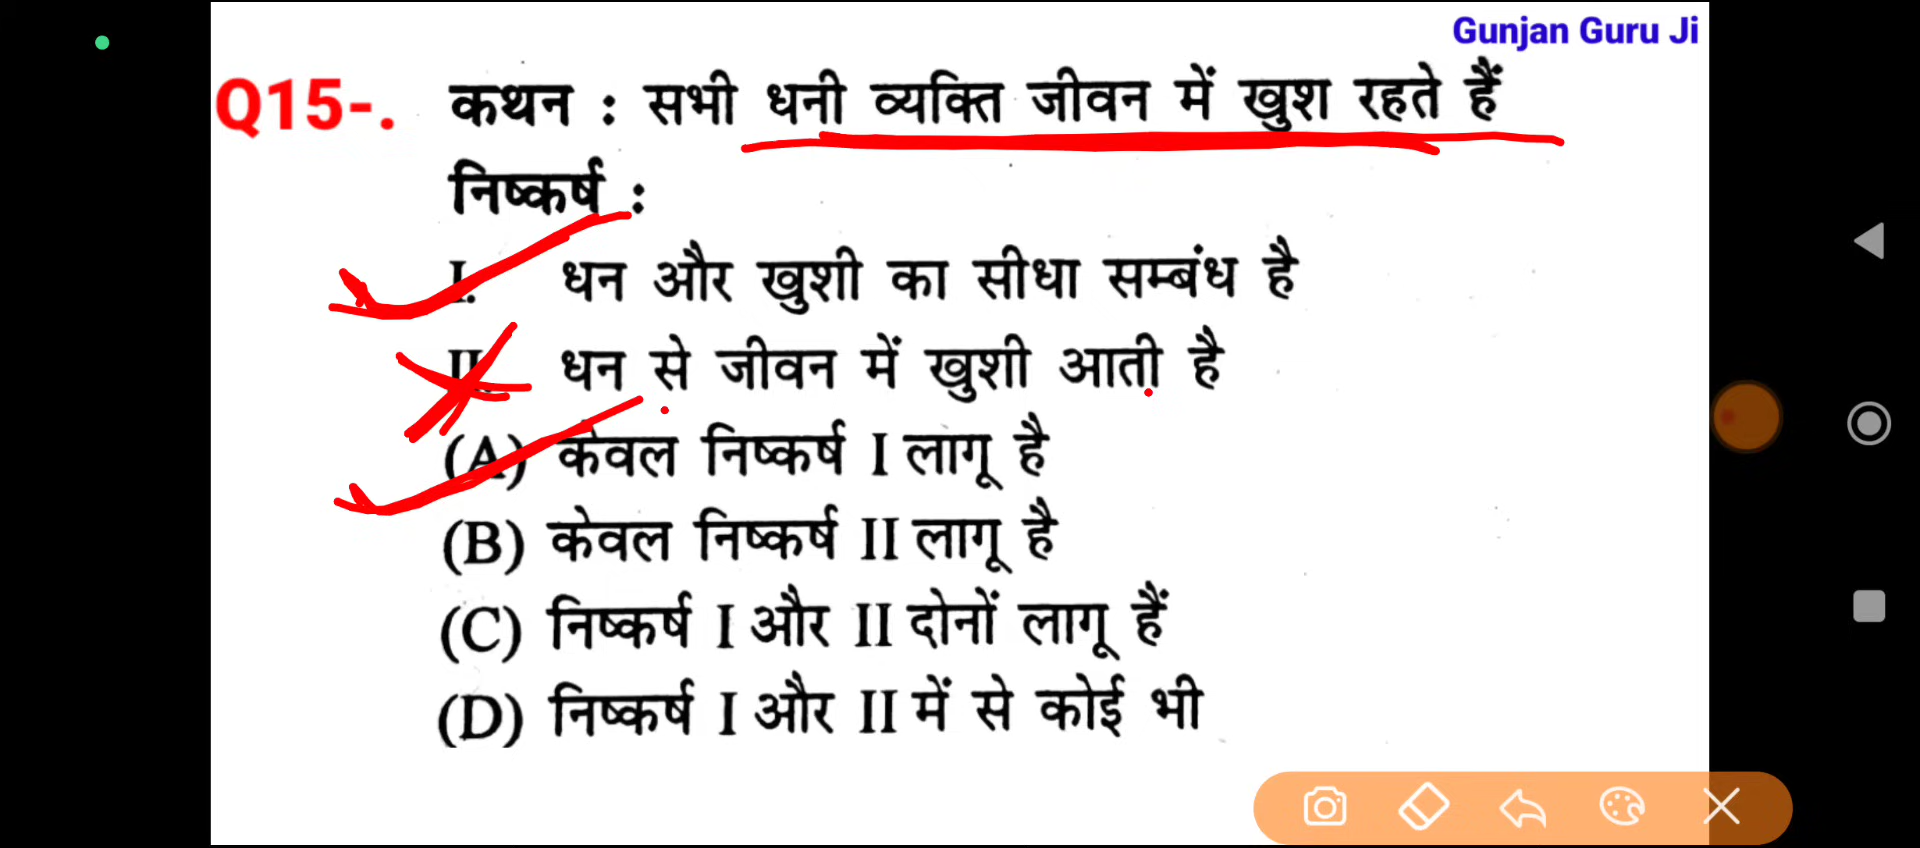 Gunjan Guru Ji
Q15-. कथन : सभी धनी व्यक्ति जीवन में खुश रहते हैं
निष्कर्ष :
I. धन और खुशी का सीधा सम्बंध है
II. धन से जीवन में खुशी आती है
(A) केवल निष्कर्ष I लागू है
(B) केवल निष्कर्ष II लागू है
(C) निष्कर्ष I और II दोनों लागू हैं
(D) निष्कर्ष I और II में से कोई भी